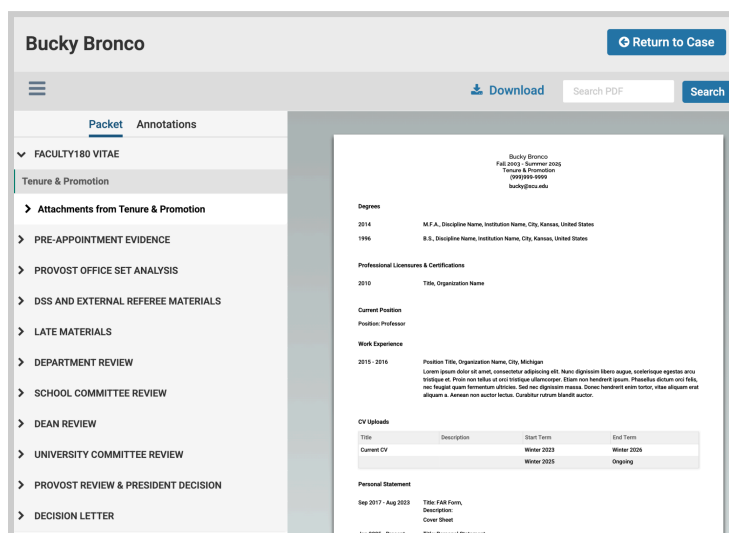 Bucky Bronco
Return to Case
Download
Search PDF
Search
Packet Annotations
FACULTY180 VITAE
Tenure & Promotion
Attachments from Tenure & Promotion
PRE-APPOINTMENT EVIDENCE
PROVOST OFFICE SET ANALYSIS
DSS AND EXTERNAL REFEREE MATERIALS
LATE MATERIALS
DEPARTMENT REVIEW
SCHOOL COMMITTEE REVIEW
DEAN REVIEW
UNIVERSITY COMMITTEE REVIEW
PROVOST REVIEW & PRESIDENT DECISION
DECISION LETTER
Bucky Bronco
Fall 2003 - Summer 2025
Tenure & Promotion
(999)999-9999
bucky@scu.edu
Degrees
2014 M.F.A., Discipline Name, Institution Name, City, Kansas, United States
1996 B.S., Discipline Name, Institution Name, City, Kansas, United States
Professional Licensures & Certifications
2010 Title, Organization Name
Current Position
Position: Professor
Work Experience
2015 - 2016 Position Title, Organization Name, City, Michigan
Lorem ipsum dolor sit amet, consectetur adipiscing elit. Nunc dignissim libero augue, scelerisque egestas arcu
tristique et. Proin non tellus ut orci tristique ullamcorper. Etiam non hendrerit ipsum. Phasellus dictum orci felis,
nec feugiat quam fermentum ultricies. Sed nec dignissim massa. Donec hendrerit enim tortor, vitae aliquam erat
aliquam a. Aenean non auctor lectus. Curabitur rutrum blandit auctor.
CV Uploads
Title Description Start Term End Term
Current CV Winter 2023 Winter 2026
Winter 2025 Ongoing
Personal Statement
Sep 2017 - Aug 2023 Title: FAR Form,
Description:
Cover Sheet